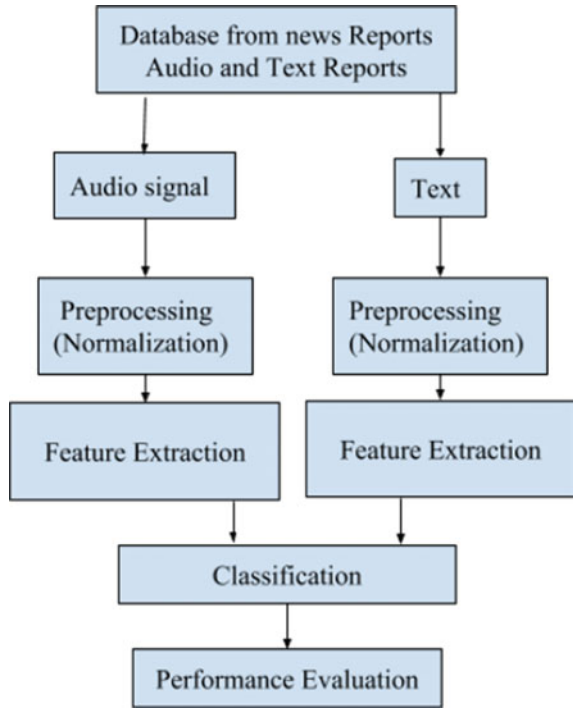 Database from news Reports
Audio and Text Reports
Audio signal
Text
Preprocessing
(Normalization)
Preprocessing
(Normalization)
Feature Extraction
Feature Extraction
Classification
Performance Evaluation